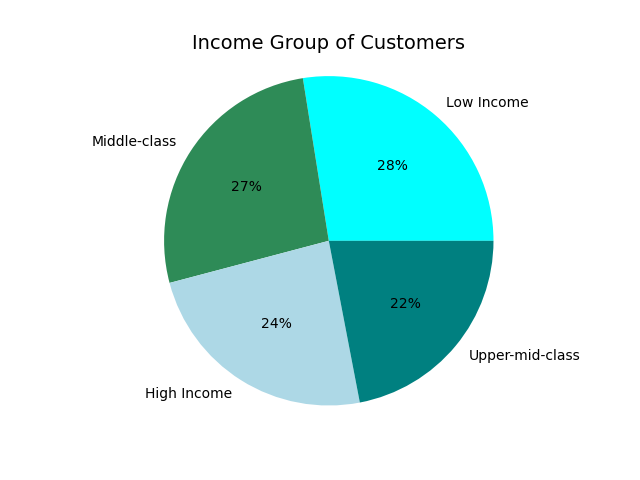 Income Group of Customers
Low Income
Middle-class
28%
27%
22%
24%
Upper-mid-class
High Income